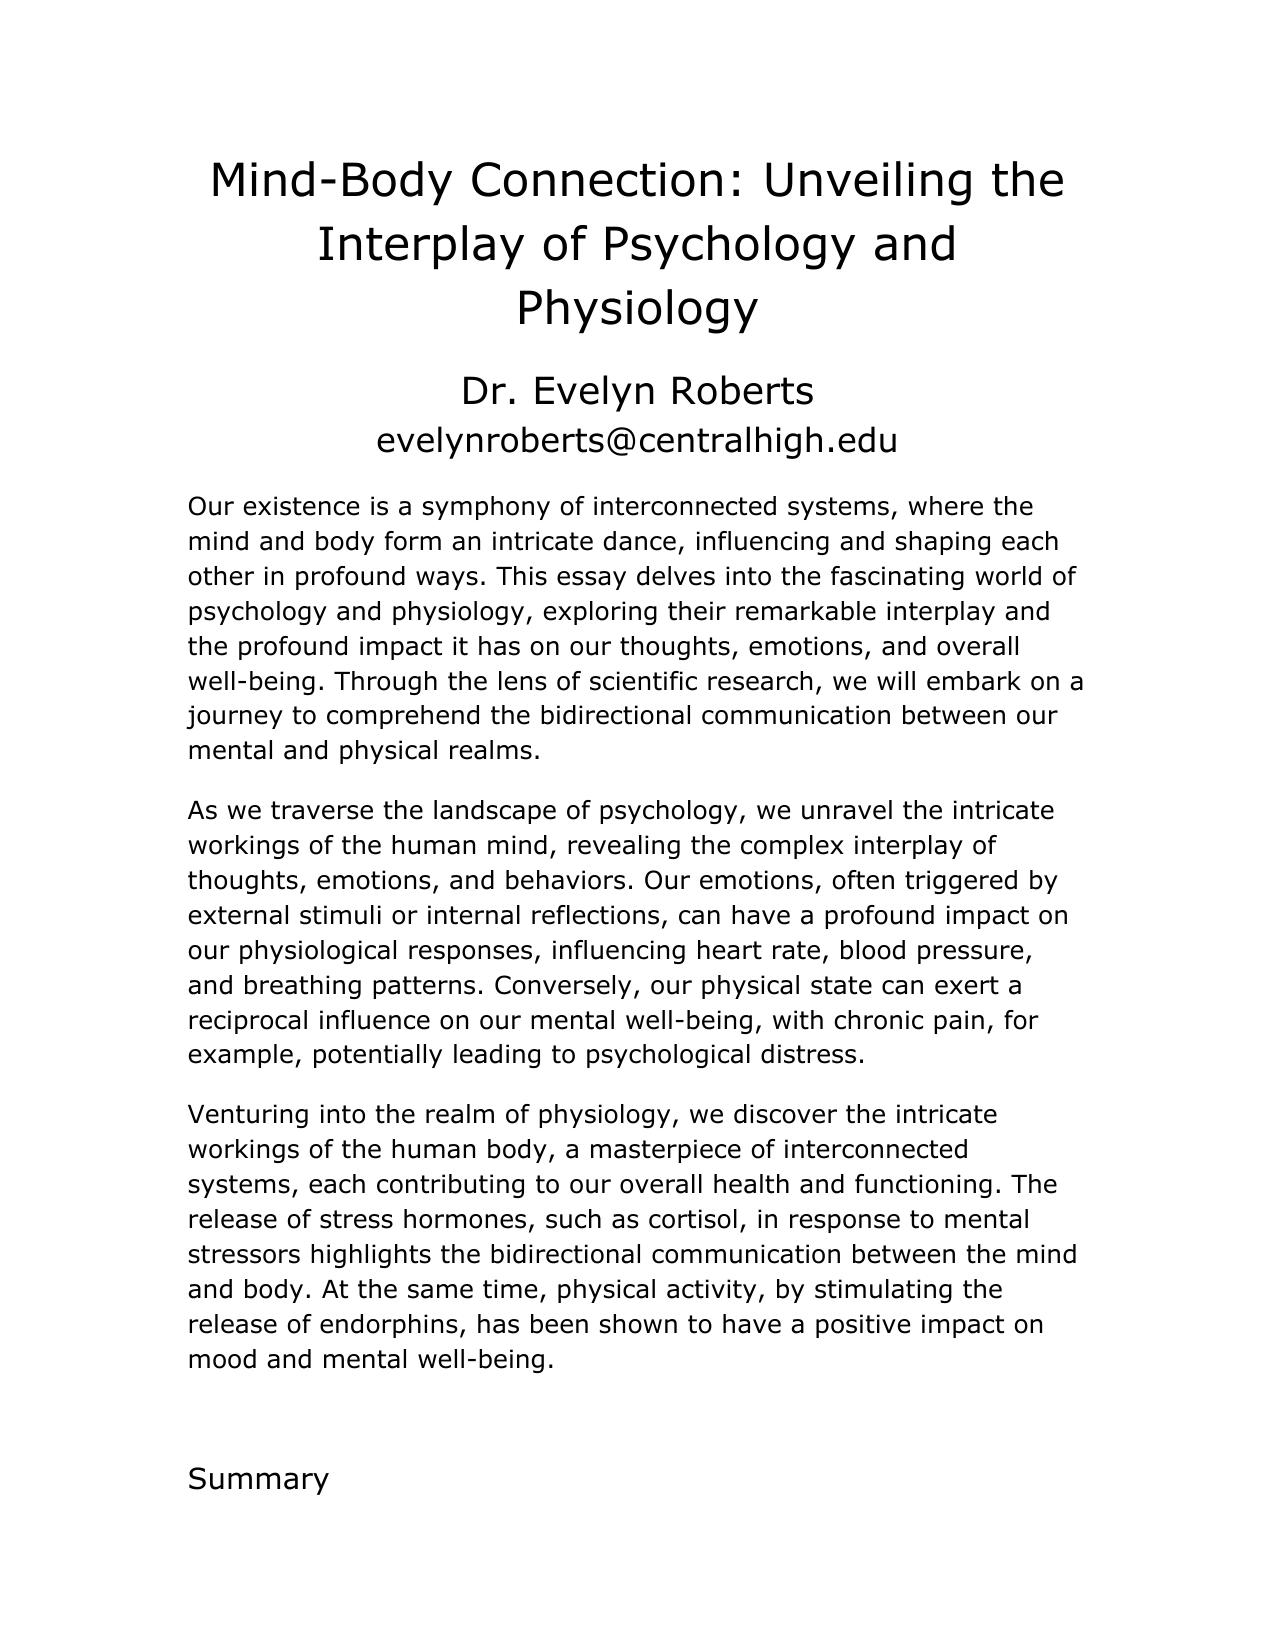 Mind-Body Connection: Unveiling the
Interplay of Psychology and
Physiology
Dr. Evelyn Roberts
evelynroberts@centralhigh.edu
Our existence is a symphony of interconnected systems, where the
mind and body form an intricate dance, influencing and shaping each
other in profound ways. This essay delves into the fascinating world of
psychology and physiology, exploring their remarkable interplay and
the profound impact it has on our thoughts, emotions, and overall
well-being. Through the lens of scientific research, we will embark on a
journey to comprehend the bidirectional communication between our
mental and physical realms.
As we traverse the landscape of psychology, we unravel the intricate
workings of the human mind, revealing the complex interplay of
thoughts, emotions, and behaviors. Our emotions, often triggered by
external stimuli or internal reflections, can have a profound impact on
our physiological responses, influencing heart rate, blood pressure,
and breathing patterns. Conversely, our physical state can exert a
reciprocal influence on our mental well-being, with chronic pain, for
example, potentially leading to psychological distress.
Venturing into the realm of physiology, we discover the intricate
workings of the human body, a masterpiece of interconnected
systems, each contributing to our overall health and functioning. The
release of stress hormones, such as cortisol, in response to mental
stressors highlights the bidirectional communication between the mind
and body. At the same time, physical activity, by stimulating the
release of endorphins, has been shown to have a positive impact on
mood and mental well-being.
Summary